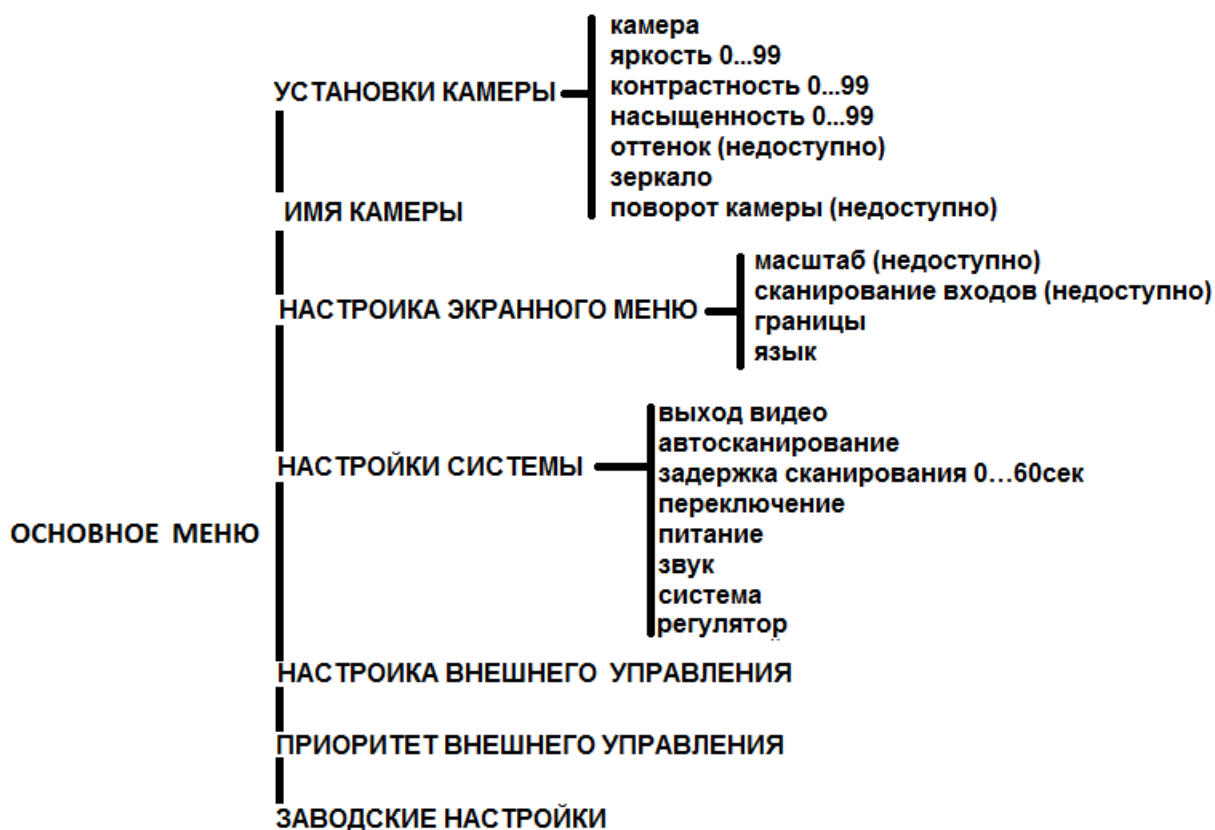 камера
яркость 0...99
контрастность 0...99
насыщенность 0...99
оттенок (недоступно)
зеркало
поворот камеры (недоступно)
УСТАНОВКИ КАМЕРЫ
ИМЯ КАМЕРЫ
масштаб (недоступно)
сканирование входов (недоступно)
границы
язык
НАСТРОИКА ЭКРАННОГО МЕНЮ
выход видео
автосканирование
задержка сканирования 0...60сек
переключение
питание
звук
система
регулятор
НАСТРОЙКИ СИСТЕМЫ
ОСНОВНОЕ МЕНЮ
НАСТРОИКА ВНЕШНЕГО УПРАВЛЕНИЯ
ПРИОРИТЕТ ВНЕШНЕГО УПРАВЛЕНИЯ
ЗАВОДСКИЕ НАСТРОЙКИ